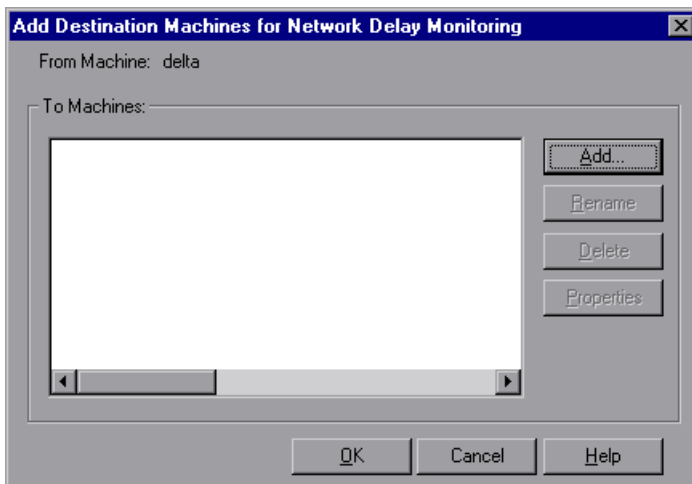 Add Destination Machines for Network Delay Monitoring
From Machine: delta
To Machines:
Add...
Rename
Delete
Properties
OK
Cancel
Help